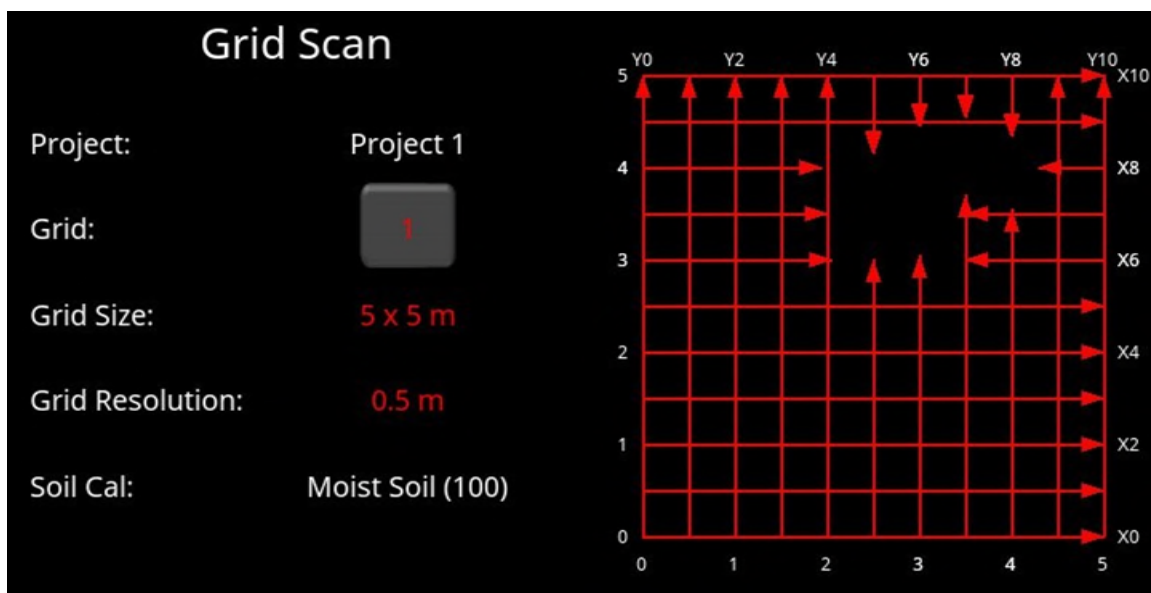 Grid Scan
Project: Project 1
Grid: 1
Grid Size: 5 x 5 m
Grid Resolution: 0.5 m
Soil Cal: Moist Soil (100)
Y0 Y2 Y4 Y6 Y8 Y10
5 X10
4 X8
3 X6
2 X4
1 X2
0 X0
0 1 2 3 4 5